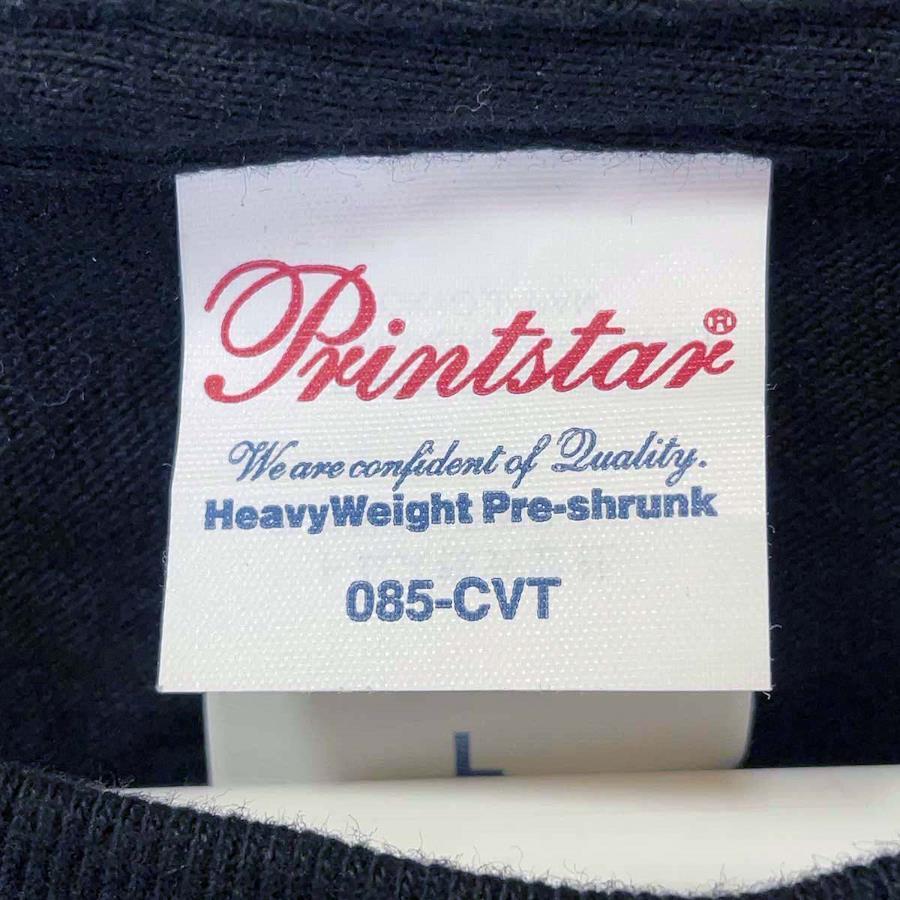 Printstar®
We are confident of Quality.
HeavyWeight Pre-shrunk
085-CVT
L